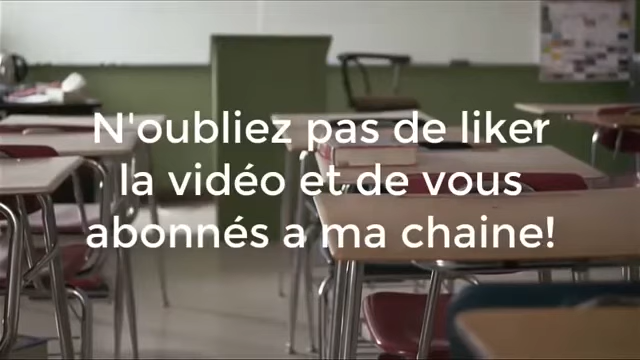 N'oubliez pas de liker
la vidéo et de vous
abonnés a ma chaine!